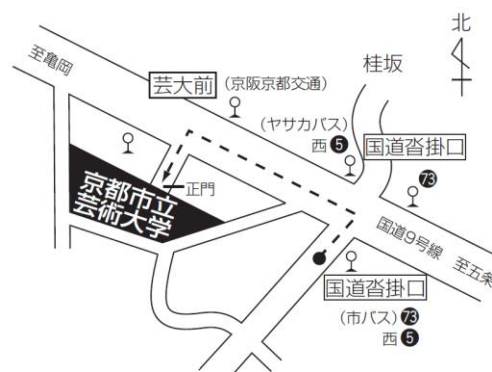 北
至亀岡
芸大前 (京阪京都交通)
桂坂
(ヤサカバス)
西 5
国道沓掛口
73
京都市立
芸術大学
正門
国道9号線 至五条
国道沓掛口
(市バス) 73
西 5